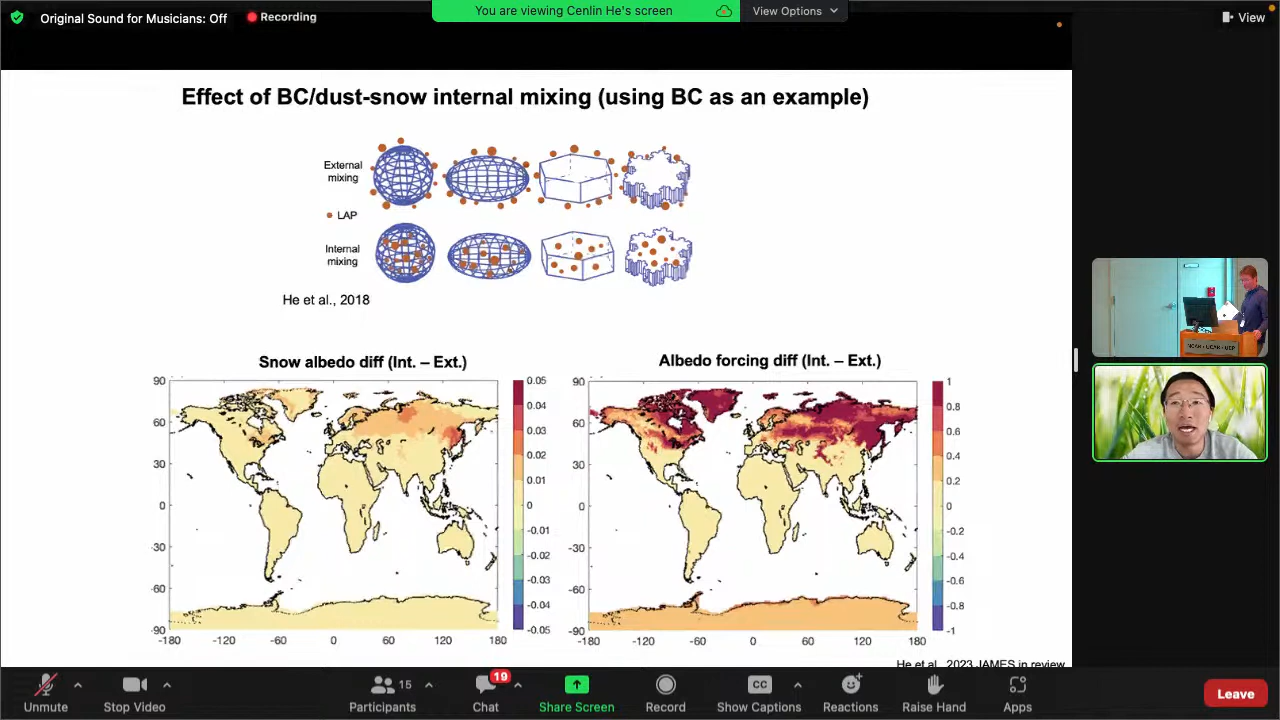 Original Sound for Musicians: Off
Recording
You are viewing Cenlin He's screen
View Options
View
Effect of BC/dust-snow internal mixing (using BC as an example)
External
mixing
LAP
Internal
mixing
He et al., 2018
Snow albedo diff (Int. – Ext.)
90
60
30
0
-30
-60
-90
-180 -120 -60 0 60 120 180
0.05
0.04
0.03
0.02
0.01
0
-0.01
-0.02
-0.03
-0.04
-0.05
Albedo forcing diff (Int. – Ext.)
90
60
30
0
-30
-60
-90
-180 -120 -60 0 60 120 180
1
0.8
0.6
0.4
0.2
0
-0.2
-0.4
-0.6
-0.8
-1
He et al., 2023 JAMES in review
NCAR • UCAR • UCP
Unmute
Stop Video
15
Participants
19
Chat
Share Screen
Record
CC
Show Captions
Reactions
Raise Hand
Apps
Leave